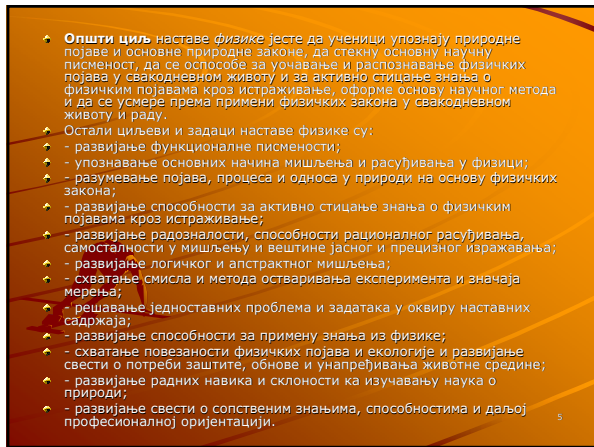 Општи циљ наставе физике јесте да ученици упознају природне
појаве и основне природне законе, да стекну основну научну
писменост, да се оспособе за уочавање и распознавање физичких
појава у свакодневном животу и за активно стицање знања о
физичким појавама кроз истраживање, оформе основу научног метода
и да се усмере према примени физичких закона у свакодневном
животу и раду.
Остали циљеви и задаци наставе физике су:
- развијање функционалне писмености;
- упознавање основних начина мишљења и расуђивања у физици;
- разумевање појава, процеса и односа у природи на основу физичких
закона;
- развијање способности за активно стицање знања о физичким
појавама кроз истраживање;
- развијање радозналости, способности рационалног расуђивања,
самосталности у мишљењу и вештине јасног и прецизног изражавања;
- развијање логичког и апстрактног мишљења;
- схватање смисла и метода остваривања експеримента и значаја
мерења;
- решавање једноставних проблема и задатака у оквиру наставних
садржаја;
- развијање способности за примену знања из физике;
- схватање повезаности физичких појава и екологије и развијање
свести о потреби заштите, обнове и унапређивања животне средине;
- развијање радних навика и склоности ка изучавању наука о
природи;
- развијање свести о сопственим знањима, способностима и даљој
професионалној оријентацији.
5